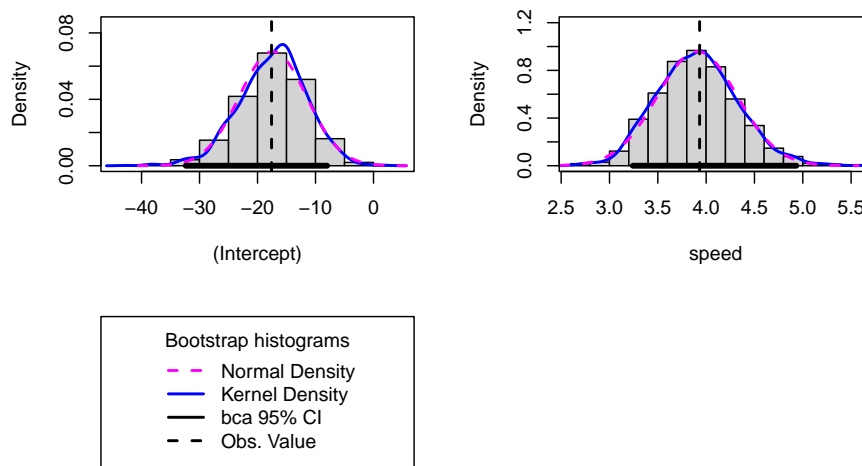 Density
0.00
0.04
0.08
−40 −30 −20 −10 0
(Intercept)
Density
0.0
0.4
0.8
1.2
2.5 3.0 3.5 4.0 4.5 5.0 5.5
speed
Bootstrap histograms
Normal Density
Kernel Density
bca 95% CI
Obs. Value